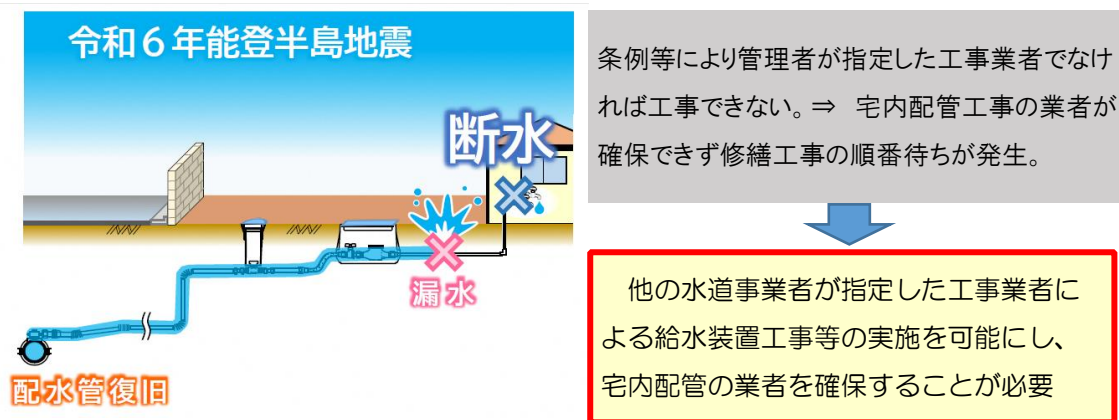 令和６年能登半島地震
断水
漏水
配水管復旧
条例等により管理者が指定した工事業者でなけ
れば工事できない。⇒　宅内配管工事の業者が
確保できず修繕工事の順番待ちが発生。
他の水道事業者が指定した工事業者に
よる給水装置工事等の実施を可能にし、
宅内配管の業者を確保することが必要